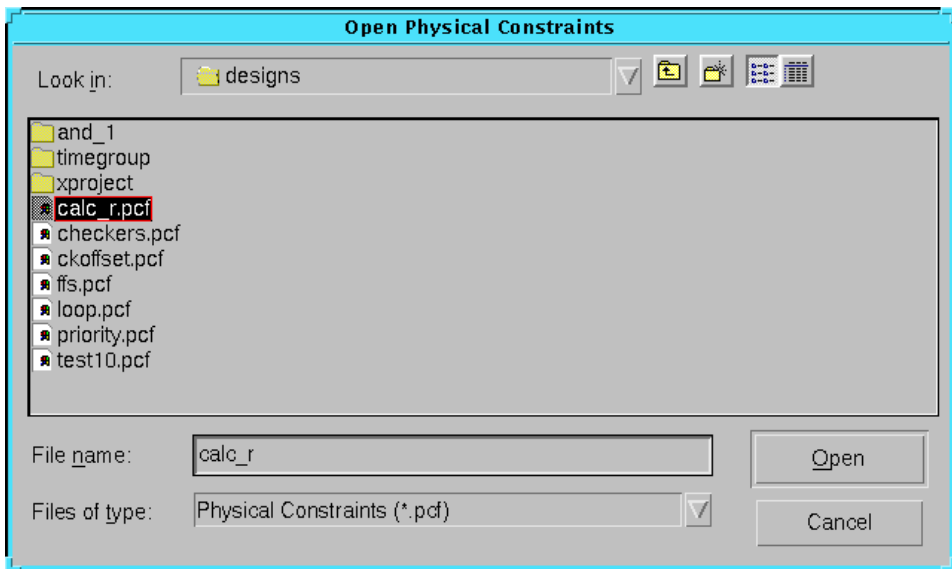 Open Physical Constraints
Look in: designs
and_1
timegroup
xproject
calc_r.pcf
checkers.pcf
ckoffset.pcf
ffs.pcf
loop.pcf
priority.pcf
test10.pcf
File name: calc_r Open
Files of type: Physical Constraints (*.pcf) Cancel